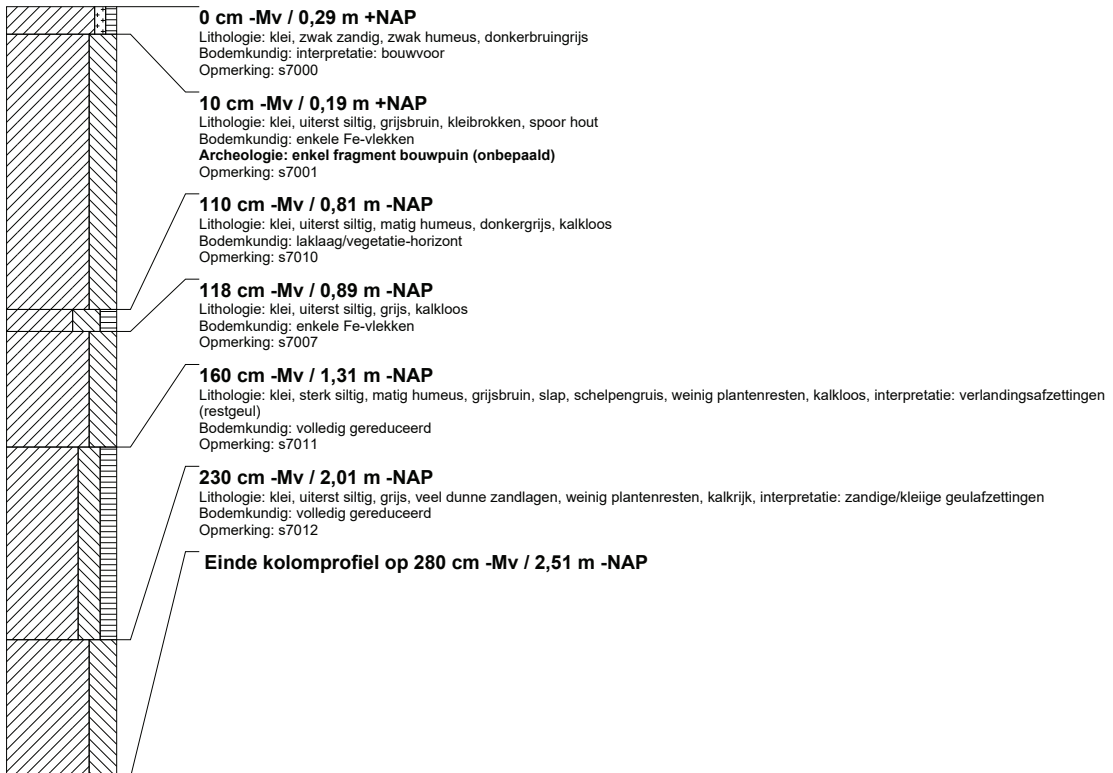 0 cm -Mv / 0,29 m +NAP
Lithologie: klei, zwak zandig, zwak humeus, donkerbruingrijs
Bodemkundig: interpretatie: bouwvoor
Opmerking: s7000
10 cm -Mv / 0,19 m +NAP
Lithologie: klei, uiterst siltig, grijsbruin, kleibrokken, spoor hout
Bodemkundig: enkele Fe-vlekken
Archeologie: enkel fragment bouwpuin (onbepaald)
Opmerking: s7001
110 cm -Mv / 0,81 m -NAP
Lithologie: klei, uiterst siltig, matig humeus, donkergrijs, kalkloos
Bodemkundig: laklaag/vegetatie-horizont
Opmerking: s7010
118 cm -Mv / 0,89 m -NAP
Lithologie: klei, uiterst siltig, grijs, kalkloos
Bodemkundig: enkele Fe-vlekken
Opmerking: s7007
160 cm -Mv / 1,31 m -NAP
Lithologie: klei, sterk siltig, matig humeus, grijsbruin, slap, schelpengruis, weinig plantenresten, kalkloos, interpretatie: verlandingsafzettingen
(restgeul)
Bodemkundig: volledig gereduceerd
Opmerking: s7011
230 cm -Mv / 2,01 m -NAP
Lithologie: klei, uiterst siltig, grijs, veel dunne zandlagen, weinig plantenresten, kalkrijk, interpretatie: zandige/kleiige geulafzettingen
Bodemkundig: volledig gereduceerd
Opmerking: s7012
Einde kolomprofiel op 280 cm -Mv / 2,51 m -NAP